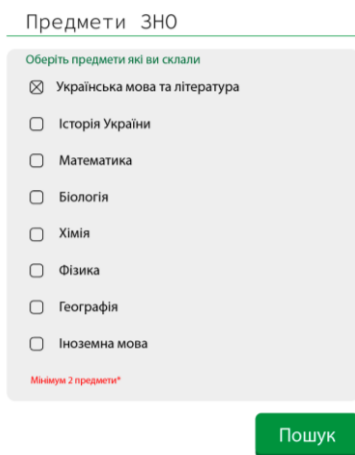 Предмети ЗНО
Оберіть предмети які ви склали
Українська мова та література
Історія України
Математика
Біологія
Хімія
Фізика
Географія
Іноземна мова
Мінімум 2 предмети*
Пошук